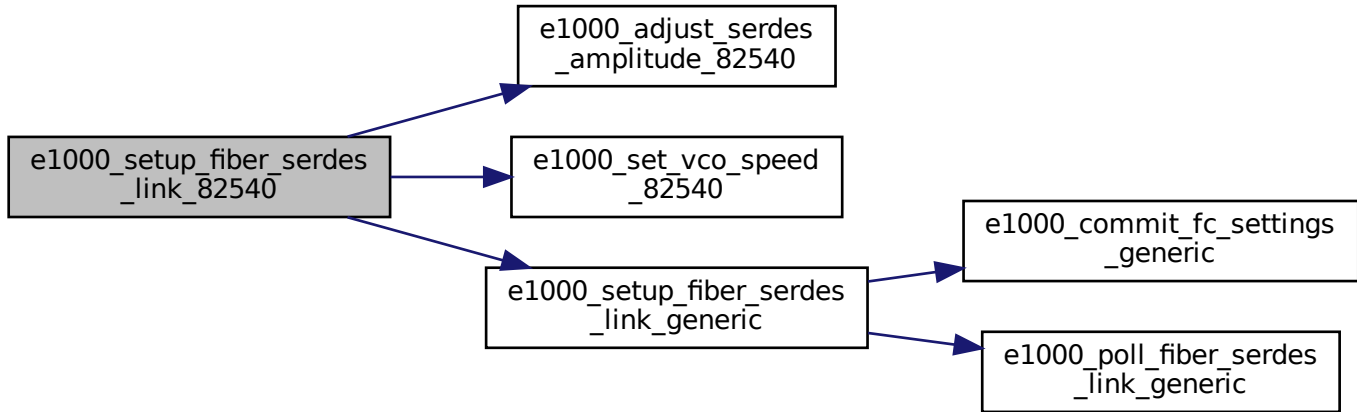 e1000_adjust_serdes
_amplitude_82540
e1000_setup_fiber_serdes
_link_82540
e1000_set_vco_speed
_82540
e1000_setup_fiber_serdes
_link_generic
e1000_commit_fc_settings
_generic
e1000_poll_fiber_serdes
_link_generic